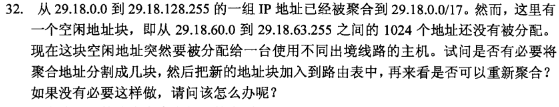 32. 从 29.18.0.0 到 29.18.128.255 的一组 IP 地址已经被聚合到 29.18.0.0/17。然而，这里有
一个空闲地址块，即从 29.18.60.0 到 29.18.63.255 之间的 1024 个地址还没有被分配。
现在这块空闲地址突然要被分配给一台使用不同出境线路的主机。试问是否有必要将
聚合地址分割成几块，然后把新的地址块加入到路由表中，再来看是否可以重新聚合？
如果没有必要这样做，请问该怎么办呢？